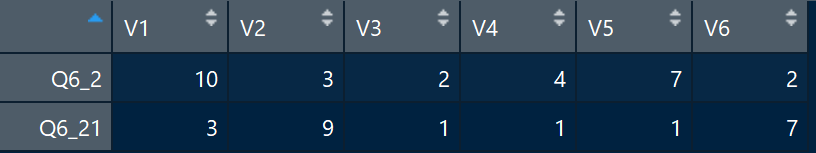 V1 V2 V3 V4 V5 V6
Q6_2 10 3 2 4 7 2
Q6_21 3 9 1 1 1 7